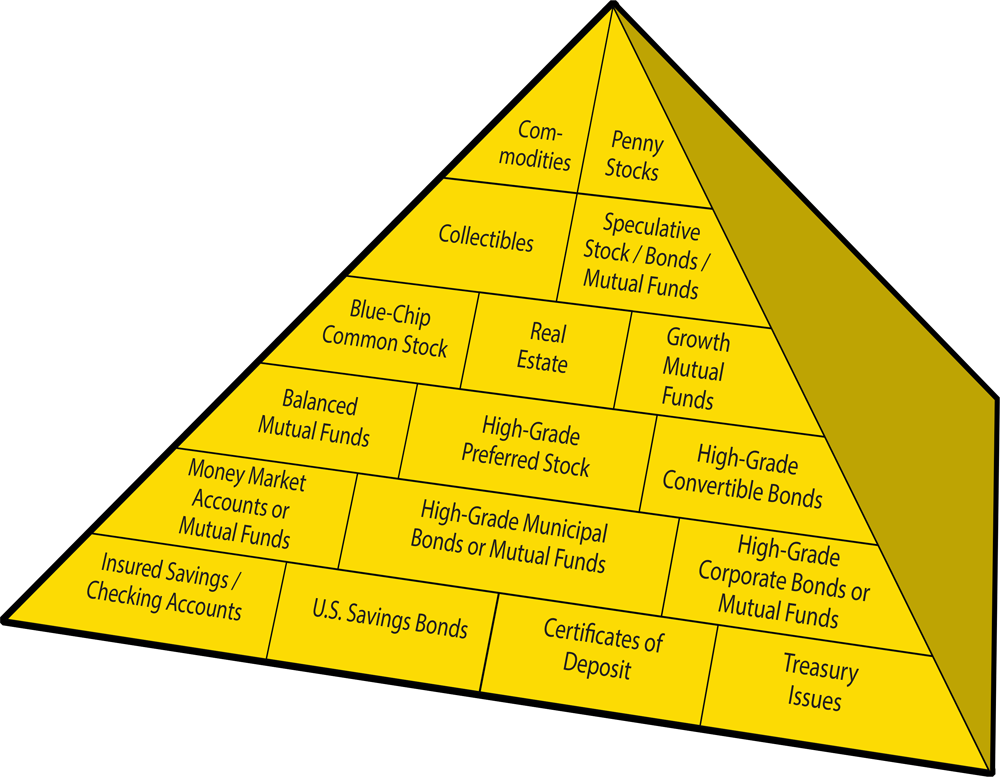 Com-
modities
Penny
Stocks
Collectibles
Speculative
Stock / Bonds /
Mutual Funds
Blue-Chip
Common Stock
Real
Estate
Growth
Mutual
Funds
Balanced
Mutual Funds
High-Grade
Preferred Stock
High-Grade
Convertible Bonds
Money Market
Accounts or
Mutual Funds
High-Grade Municipal
Bonds or Mutual Funds
High-Grade
Corporate Bonds or
Mutual Funds
Insured Savings /
Checking Accounts
U.S. Savings Bonds
Certificates of
Deposit
Treasury
Issues